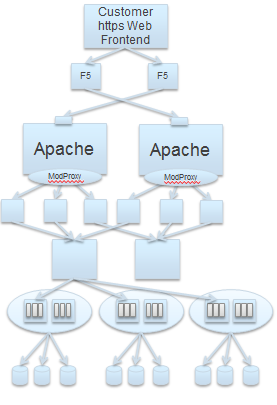 Customer
https Web
Frontend
F5
F5
Apache
Apache
ModProxy
ModProxy